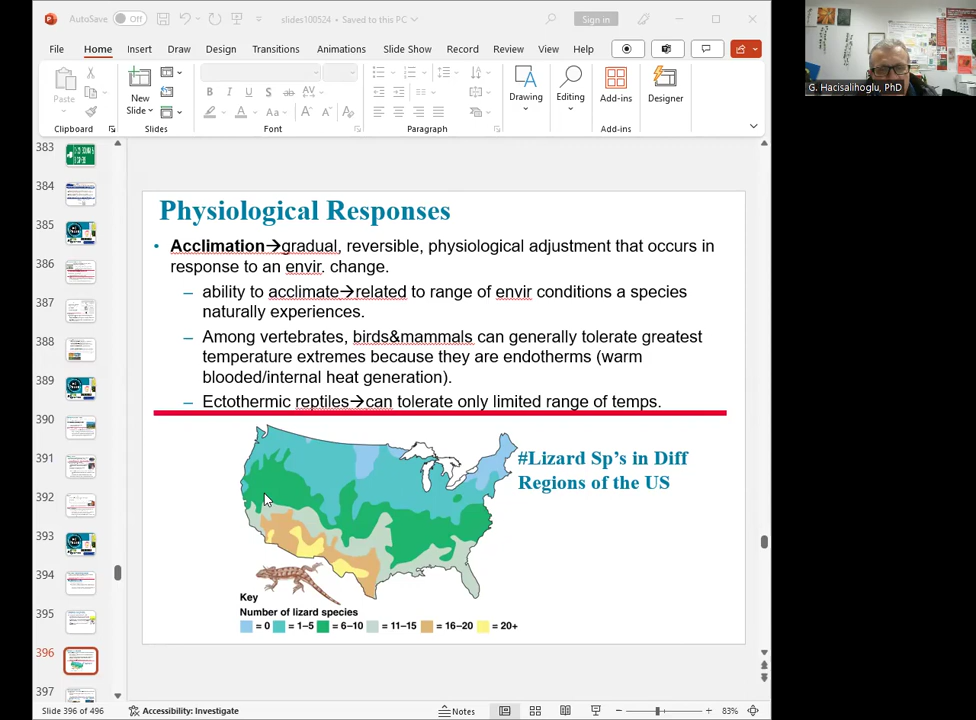 AutoSave Off slides100524 • Saved to this PC Sign in
File Home Insert Draw Design Transitions Animations Slide Show Record Review View Help
Paste
New
Slide
B I U S ab AV
A Aa A A
Drawing
Editing
Add-ins
Designer
Clipboard Slides Font Paragraph Add-ins
G. Hacisalihoglu, PhD
383
384
385
386
387
388
389
390
391
392
393
394
395
396
397
Physiological Responses
• Acclimation→gradual, reversible, physiological adjustment that occurs in
response to an envir. change.
– ability to acclimate→related to range of envir conditions a species
naturally experiences.
– Among vertebrates, birds&mammals can generally tolerate greatest
temperature extremes because they are endotherms (warm
blooded/internal heat generation).
– Ectothermic reptiles→can tolerate only limited range of temps.
#Lizard Sp's in Diff
Regions of the US
Key
Number of lizard species
= 0 = 1–5 = 6–10 = 11–15 = 16–20 = 20+
Slide 396 of 496 Accessibility: Investigate Notes 83%